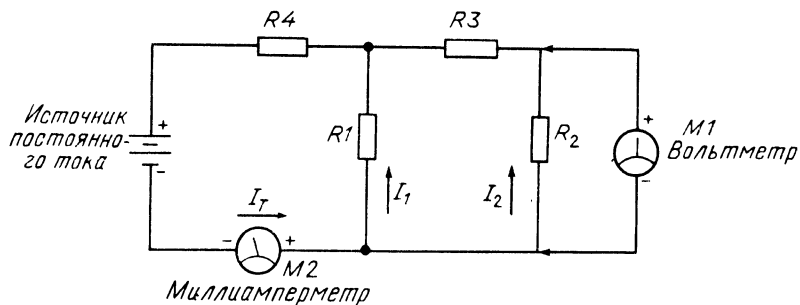 R4
R3
+
Источник
постоянно-
го тока
+
-
R1
R2
+
M1
Вольтметр
-
I1
I2
IT
-
+
M2
Миллиамперметр